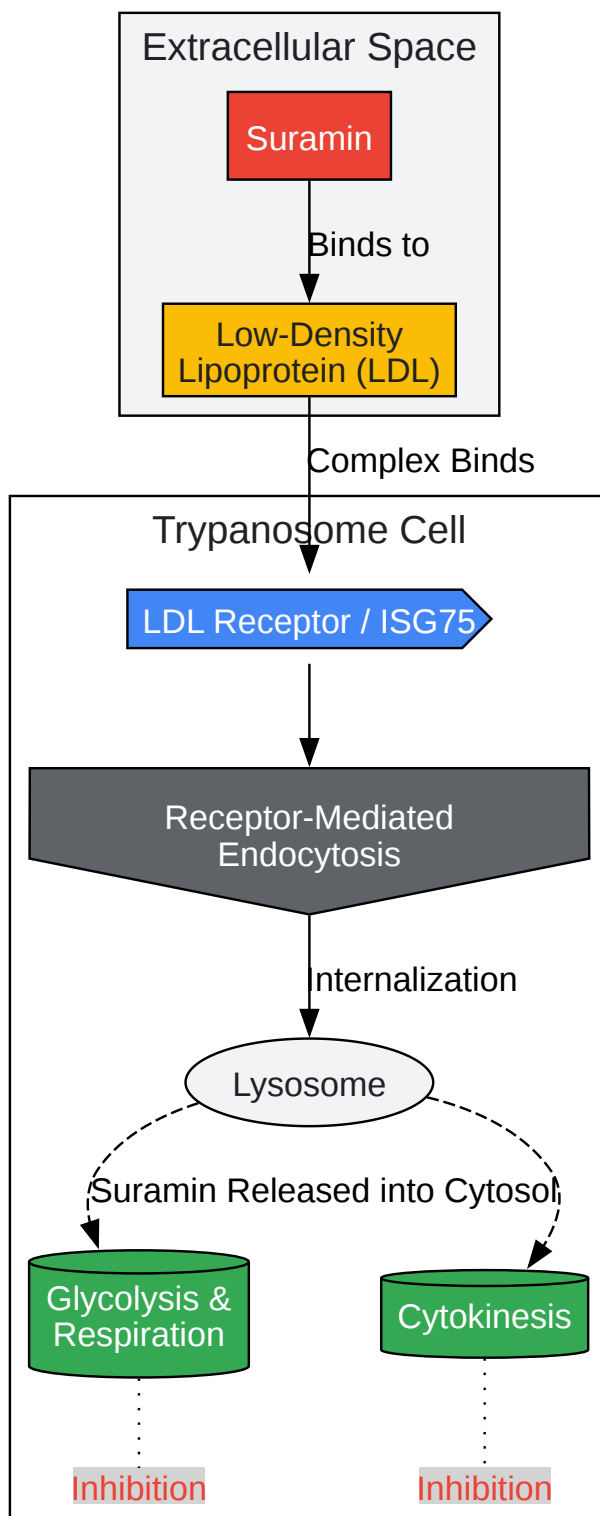 Extracellular Space
Suramin
Binds to
Low-Density
Lipoprotein (LDL)
Complex Binds
Trypanosome Cell
LDL Receptor / ISG75
Receptor-Mediated
Endocytosis
Internalization
Lysosome
Suramin Released into Cytosol
Glycolysis &
Respiration
Cytokinesis
Inhibition
Inhibition